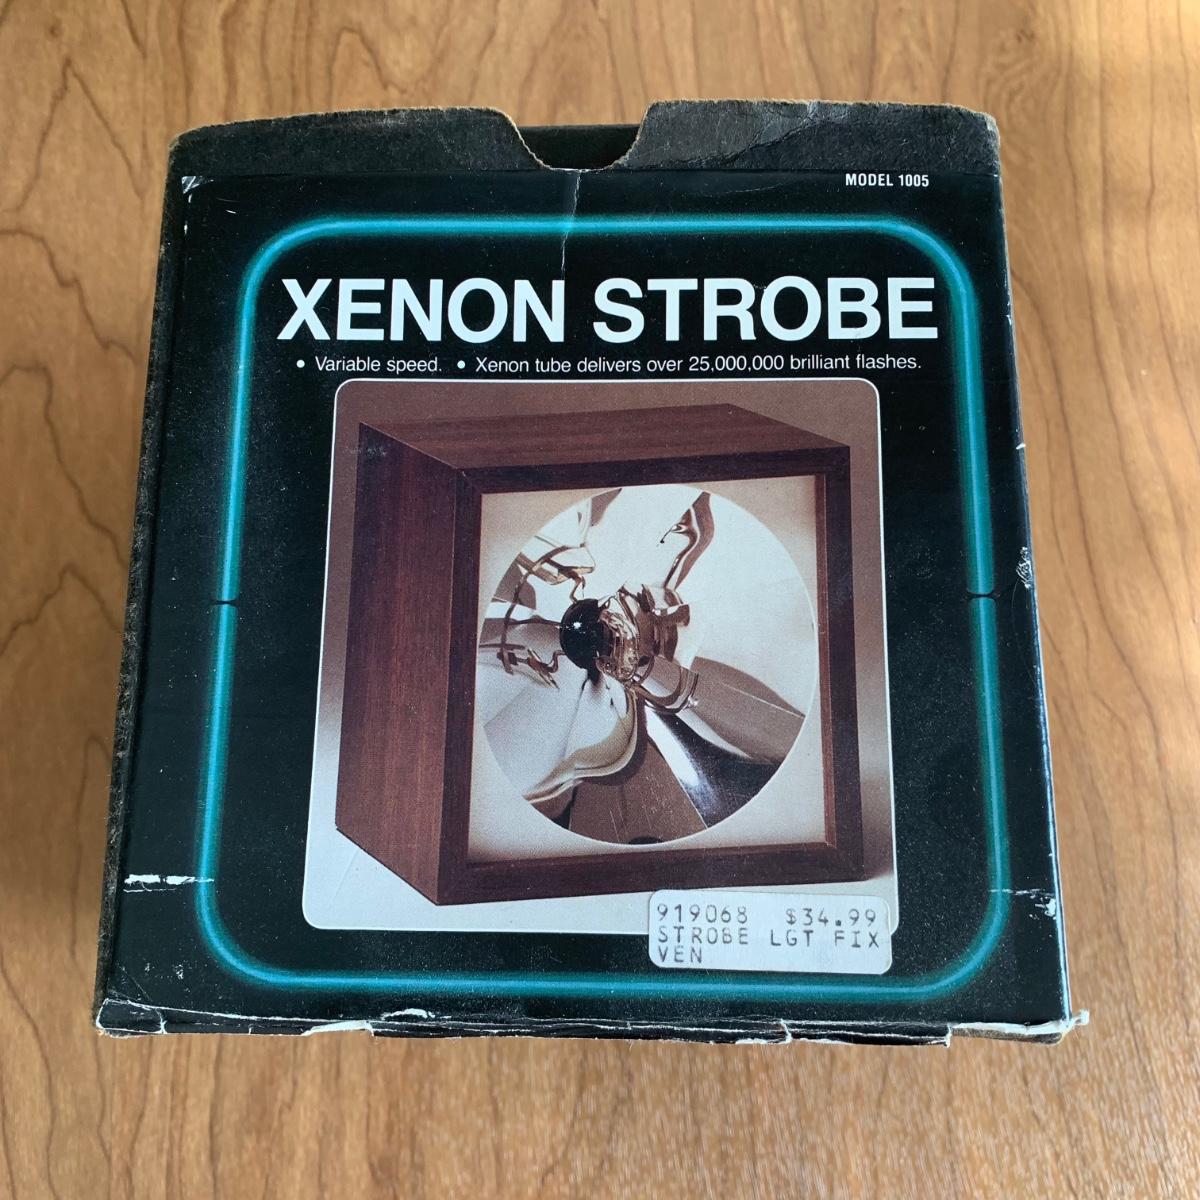 MODEL 1005
XENON STROBE
• Variable speed. • Xenon tube delivers over 25,000,000 brilliant flashes.
919068 $34.99
STROBE LGT FIX
VEN